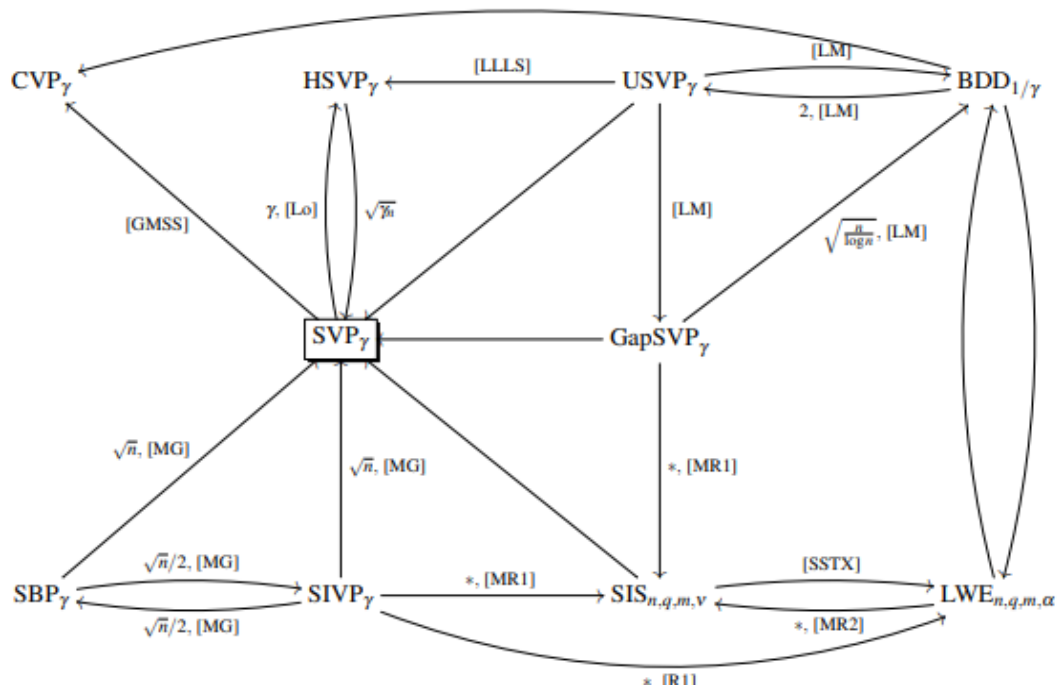 [LLLS]
[LM]
CVPγ
HSVPγ
USVPγ
BDD1/γ
2, [LM]
[GMSS]
γ, [Lo]
√γn
[LM]
√(n/log n), [LM]
SVPγ
GapSVPγ
√n, [MG]
√n, [MG]
*, [MR1]
√n/2, [MG]
[SSTX]
*, [MR1]
SBPγ
SIVPγ
SISn,q,m,ν
LWEn,q,m,α
√n/2, [MG]
*, [MR2]
*, [R1]